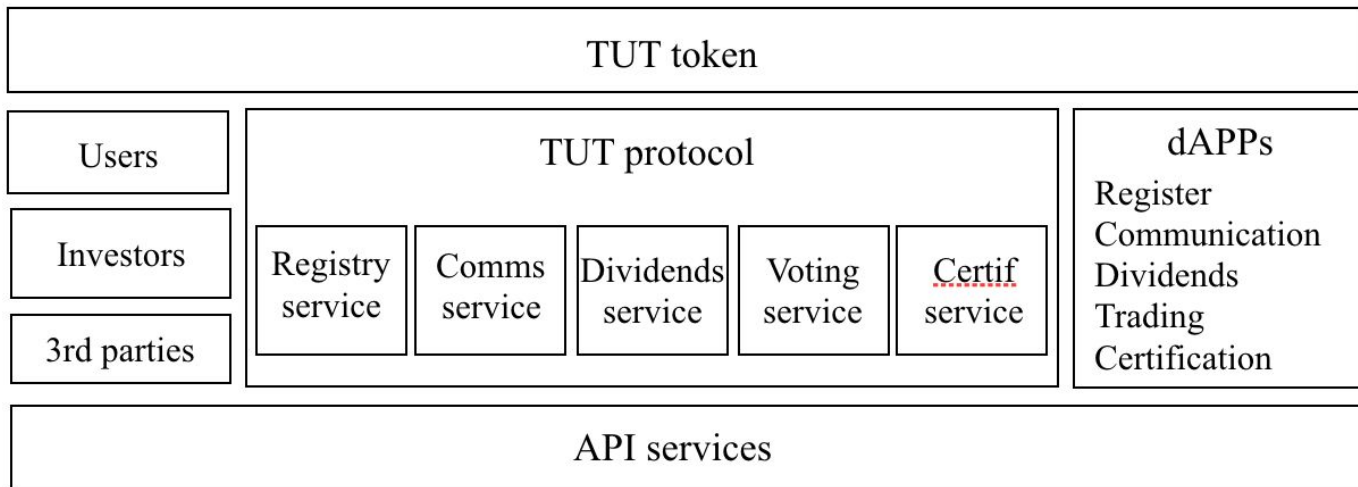 TUT token
Users
Investors
3rd parties
TUT protocol
Registry
service
Comms
service
Dividends
service
Voting
service
Certif
service
dAPPs
Register
Communication
Dividends
Trading
Certification
API services